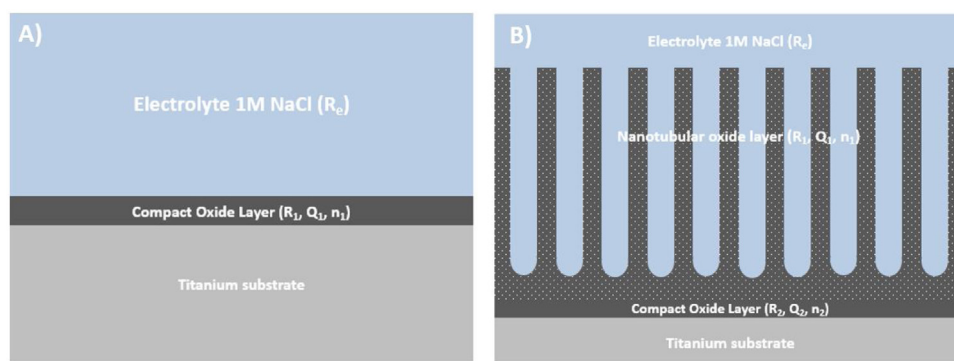 A)
Electrolyte 1M NaCl (Rₑ)
Compact Oxide Layer (R₁, Q₁, n₁)
Titanium substrate
B)
Electrolyte 1M NaCl (Rₑ)
Nanotubular oxide layer (R₁, Q₁, n₁)
Compact Oxide Layer (R₂, Q₂, n₂)
Titanium substrate